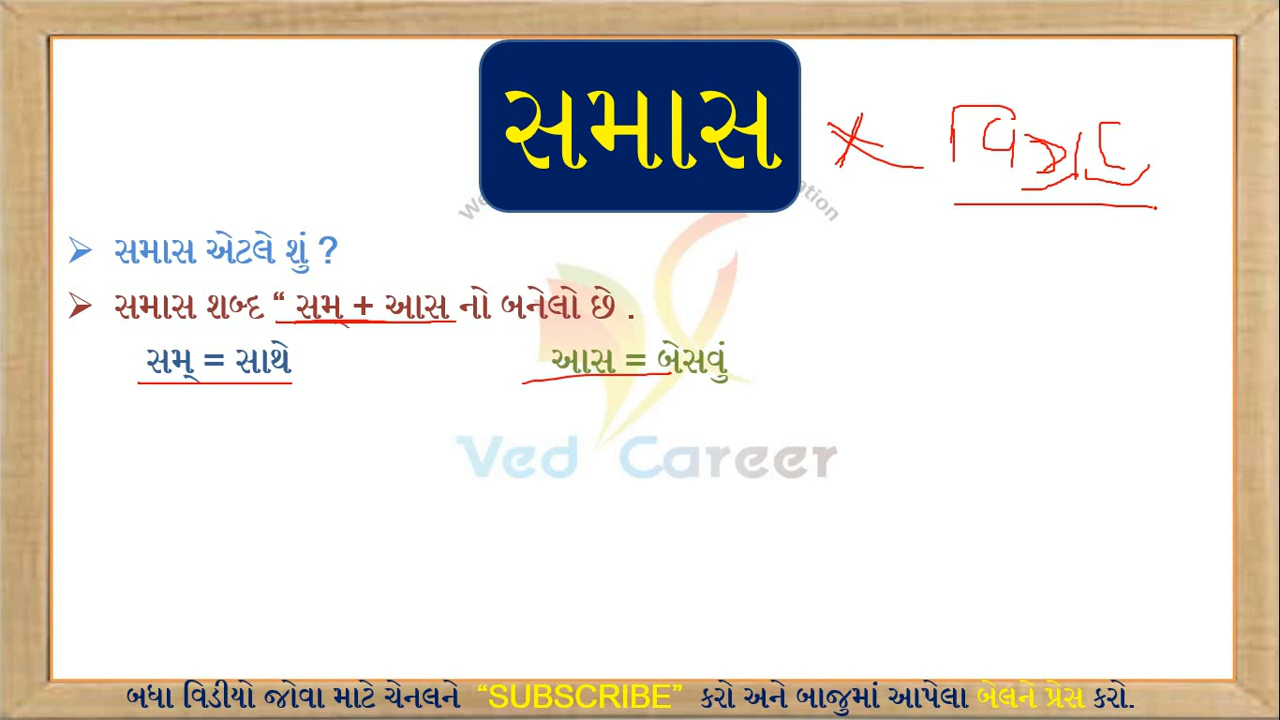 સમાસ × વિગ્રહ
સમાસ એટલે શું ?
સમાસ શબ્દ “ સમ્ + આસ નો બનેલો છે .
સમ્ = સાથે આસ = બેસવું
Ved Career
બધા વિડીયો જોવા માટે ચેનલને “SUBSCRIBE” કરો અને બાજુમાં આપેલા બેલને પ્રેસ કરો.